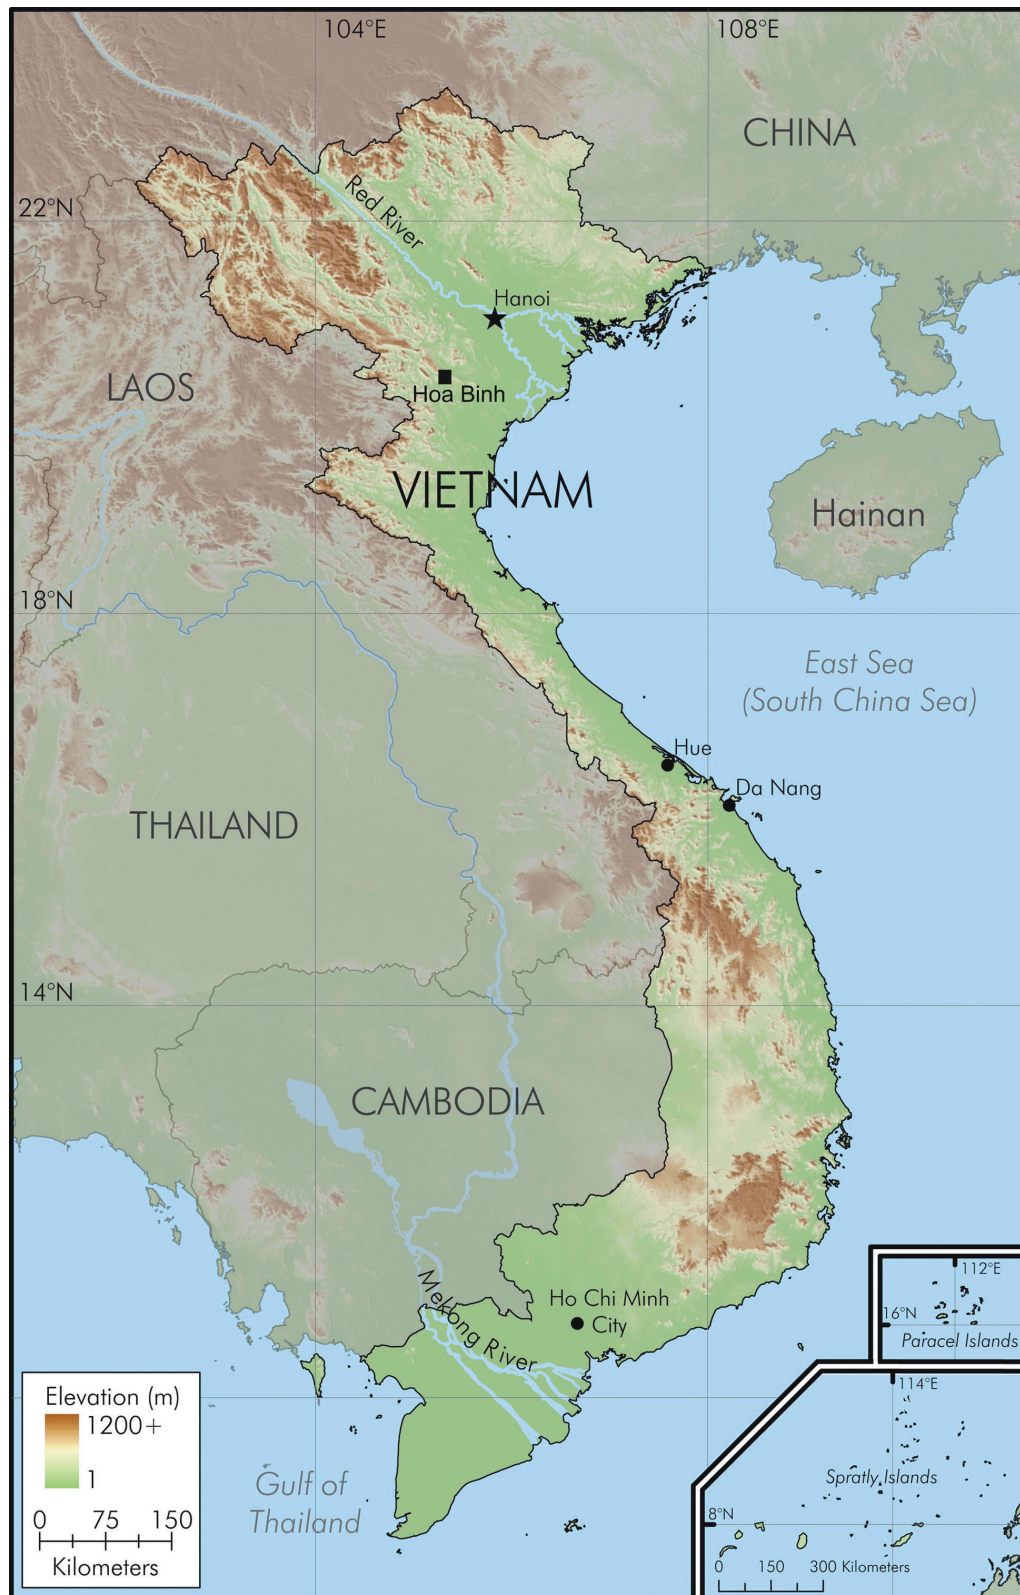 104°E
108°E
CHINA
Red River
22°N
Hanoi
LAOS
Hoa Binh
VIETNAM
Hainan
18°N
East Sea
(South China Sea)
Hue
Da Nang
THAILAND
14°N
CAMBODIA
Mekong River
Ho Chi Minh
City
112°E
16°N
Paracel Islands
114°E
Spratly Islands
8°N
0 150 300 Kilometers
Gulf of
Thailand
Elevation (m)
1200+
1
0 75 150
Kilometers